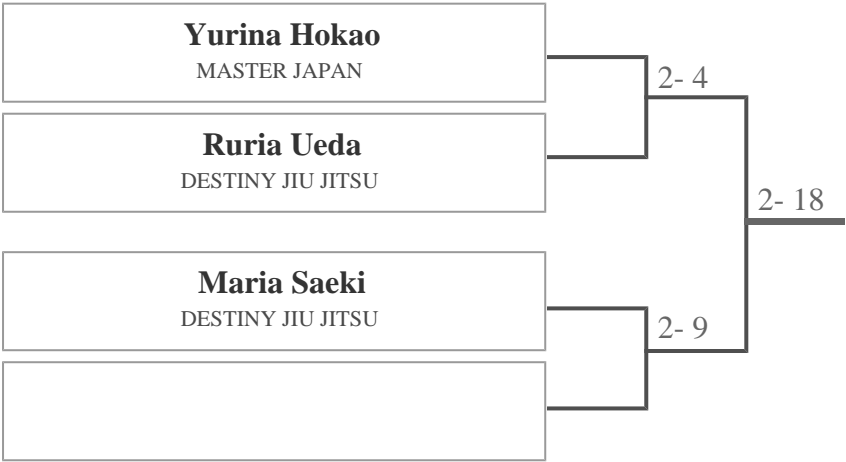 Yurina Hokao
MASTER JAPAN
2- 4
Ruria Ueda
DESTINY JIU JITSU
2- 18
Maria Saeki
DESTINY JIU JITSU
2- 9